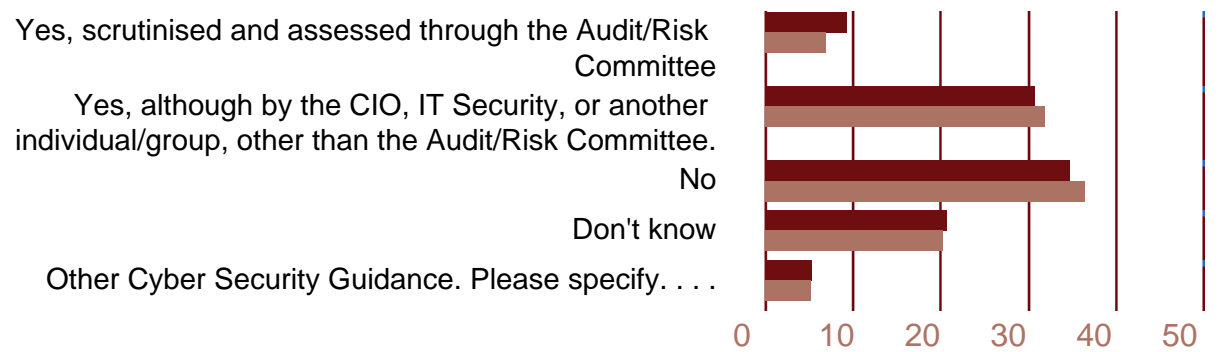 Yes, scrutinised and assessed through the Audit/Risk
Committee
Yes, although by the CIO, IT Security, or another
individual/group, other than the Audit/Risk Committee.
No
Don't know
Other Cyber Security Guidance. Please specify. . . .
0 10 20 30 40 50